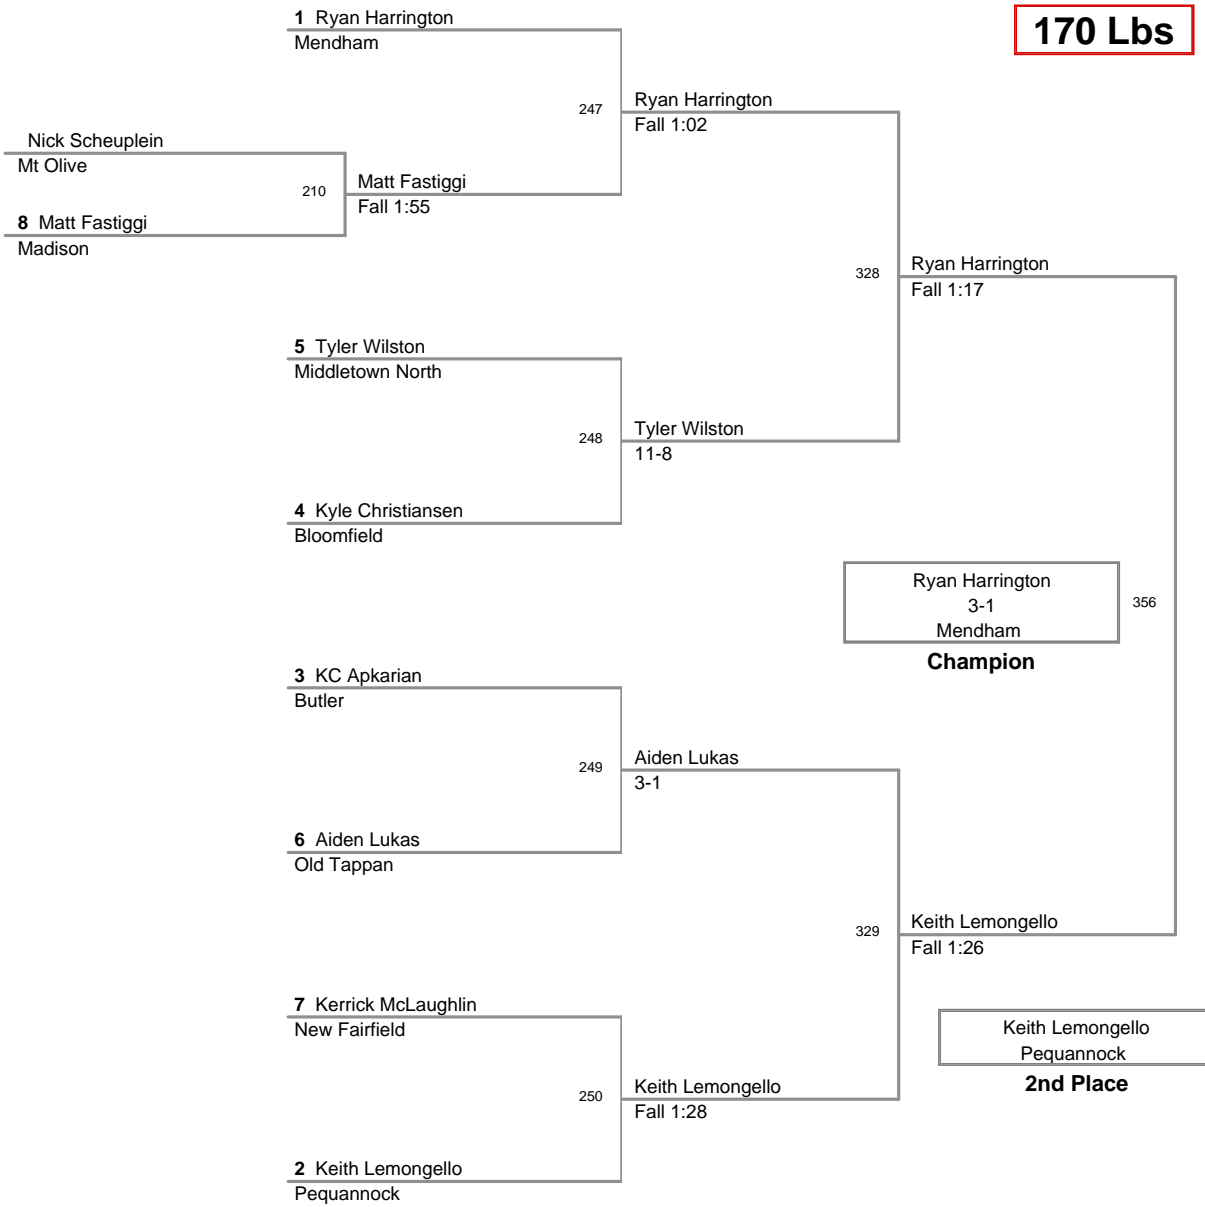 1 Ryan Harrington
Mendham
170 Lbs
247
Ryan Harrington
Fall 1:02
Nick Scheuplein
Mt Olive
210
Matt Fastiggi
Fall 1:55
8 Matt Fastiggi
Madison
328
Ryan Harrington
Fall 1:17
5 Tyler Wilston
Middletown North
248
Tyler Wilston
11-8
4 Kyle Christiansen
Bloomfield
Ryan Harrington
3-1
Mendham
356
Champion
3 KC Apkarian
Butler
249
Aiden Lukas
3-1
6 Aiden Lukas
Old Tappan
329
Keith Lemongello
Fall 1:26
7 Kerrick McLaughlin
New Fairfield
Keith Lemongello
Pequannock
2nd Place
250
Keith Lemongello
Fall 1:28
2 Keith Lemongello
Pequannock